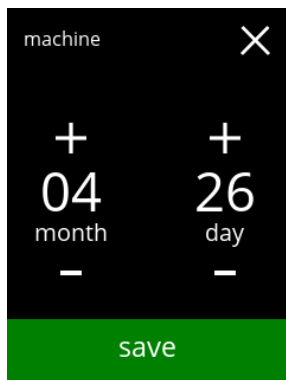 machine
+ +
04 26
month day
- -
save